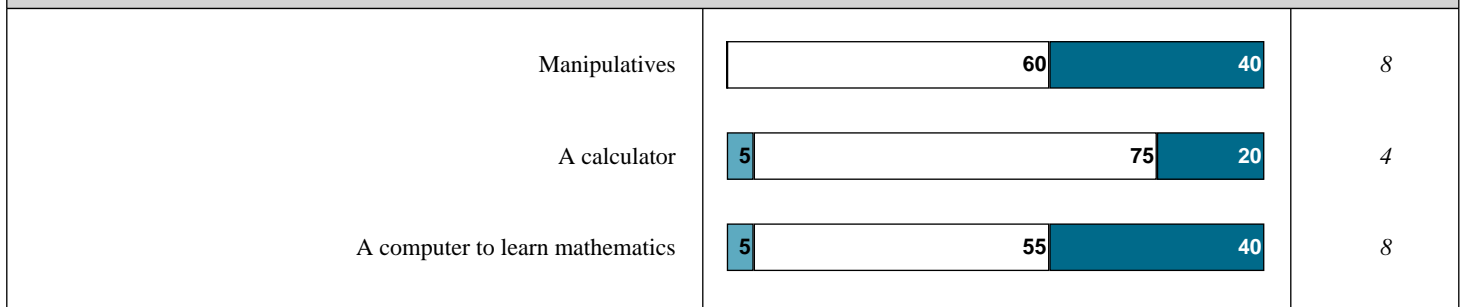 Manipulatives 60 40 8
A calculator 5 75 20 4
A computer to learn mathematics 5 55 40 8